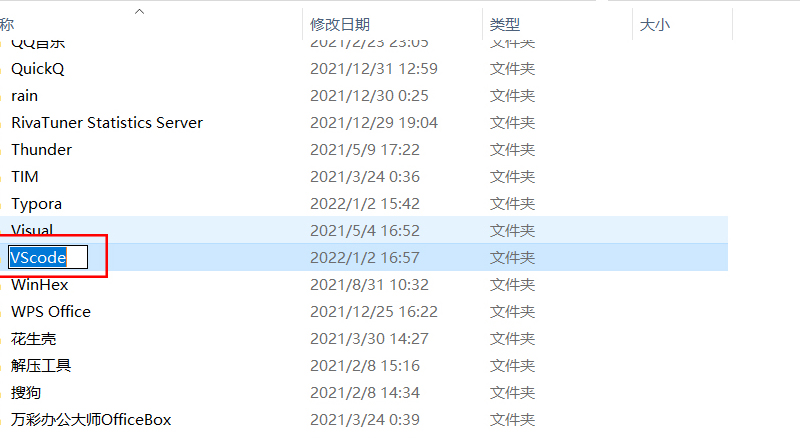 称 修改日期 类型 大小
QQ音乐 2021/2/23 23:05 文件夹
QuickQ 2021/12/31 12:59 文件夹
rain 2021/12/30 0:25 文件夹
RivaTuner Statistics Server 2021/12/29 19:04 文件夹
Thunder 2021/5/9 17:22 文件夹
TIM 2021/3/24 0:36 文件夹
Typora 2022/1/2 15:42 文件夹
Visual 2021/5/4 16:52 文件夹
VScode 2022/1/2 16:57 文件夹
WinHex 2021/8/31 10:32 文件夹
WPS Office 2021/12/25 16:22 文件夹
花生壳 2021/3/30 14:27 文件夹
解压工具 2021/2/8 15:16 文件夹
搜狗 2021/2/8 14:34 文件夹
万彩办公大师OfficeBox 2021/3/24 0:39 文件夹